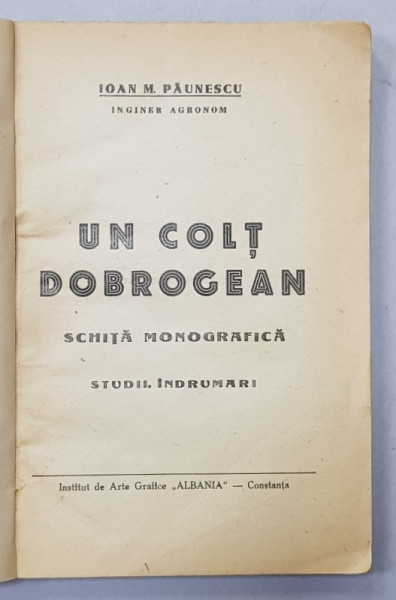 IOAN M. PĂUNESCU
INGINER AGRONOM
UN COLȚ
DOBROGEAN
SCHIȚĂ MONOGRAFICĂ
STUDII. ÎNDRUMARI
Institut de Arte Grafice „ALBANIA" — Constanța